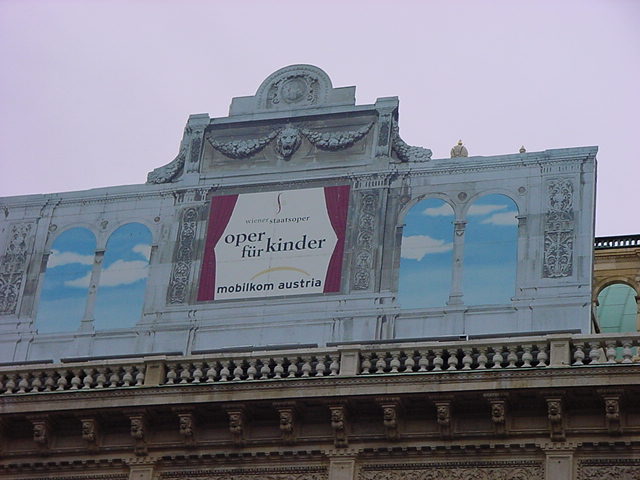 wiener staatsoper
oper
für kinder
mobilkom austria